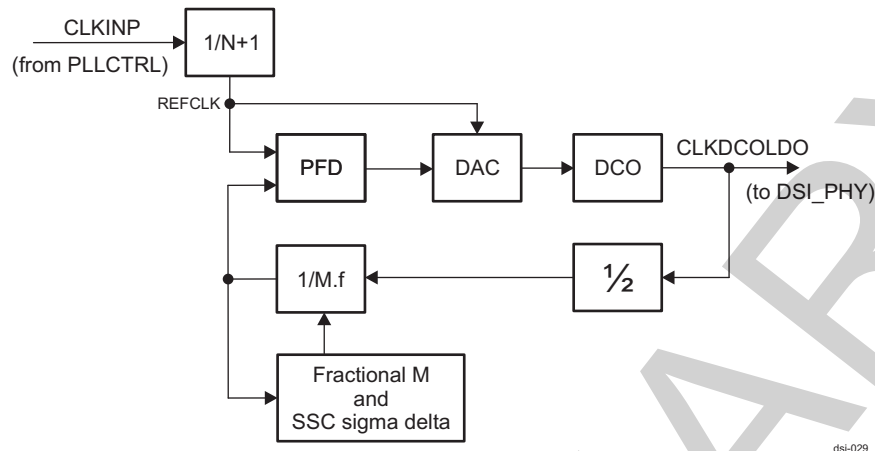 CLKINP
(from PLLCTRL)
1/N+1
REFCLK
PFD
DAC
DCO
CLKDCOLDO
(to DSI_PHY)
1/M.f
½
Fractional M
and
SSC sigma delta
dsi-029